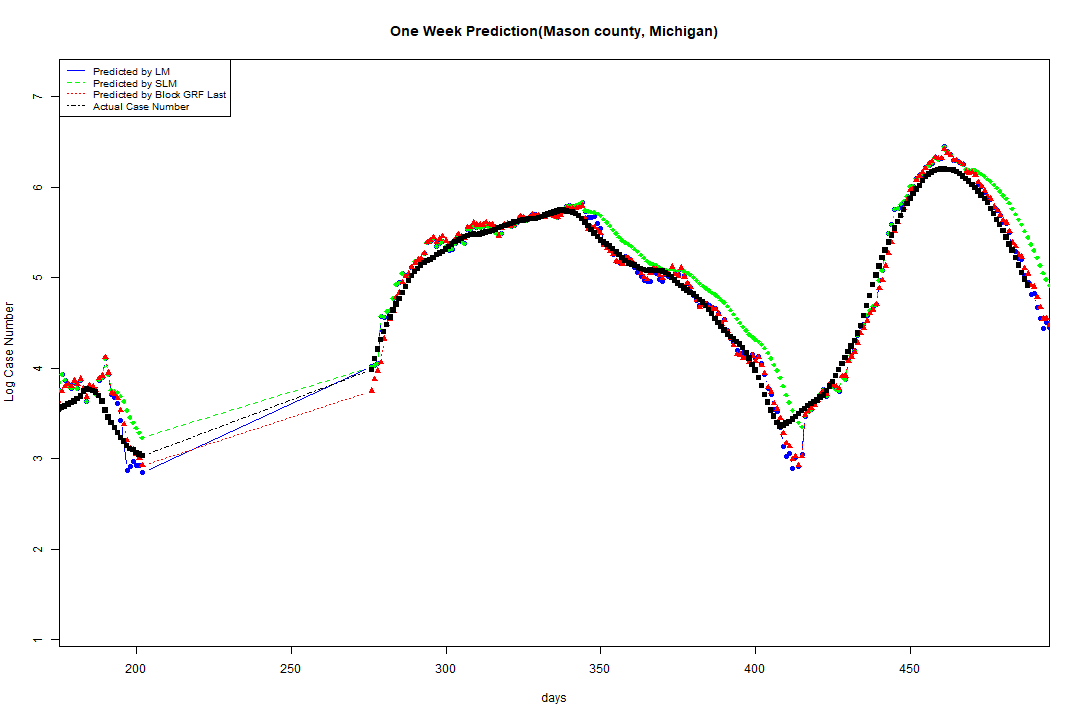 One Week Prediction(Mason county, Michigan)
Predicted by LM
Predicted by SLM
Predicted by Block GRF Last
Actual Case Number
7
6
5
4
3
2
1
Log Case Number
200 250 300 350 400 450
days